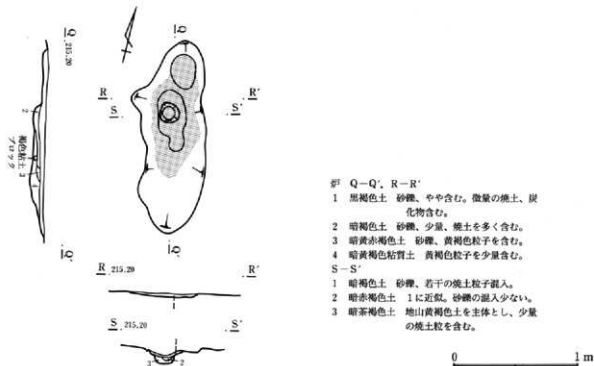 Q
Q 215.20
2
褐色粘土
ブロック
3
4
Q'
Q
R
R'
S
S'
Q'
R 215.20
R'
1
S 215.20
S'
1
3
2
炉 Q−Q'、R−R'
1 黒褐色土 砂礫、やや含む。微量の焼土、炭
化物含む。
2 暗褐色土 砂礫、少量、焼土を多く含む。
3 暗黄赤褐色土 砂礫、黄褐色粒子を含む。
4 暗黄褐色粘質土 黄褐色粒子を少量含む。
S−S'
1 暗褐色土 砂礫、若干の焼土粒子混入。
2 暗赤褐色土 1に近似。砂礫の混入少ない。
3 暗茶褐色土 地山黄褐色土を主体とし、少量
の焼土粒を含む。
0 1m